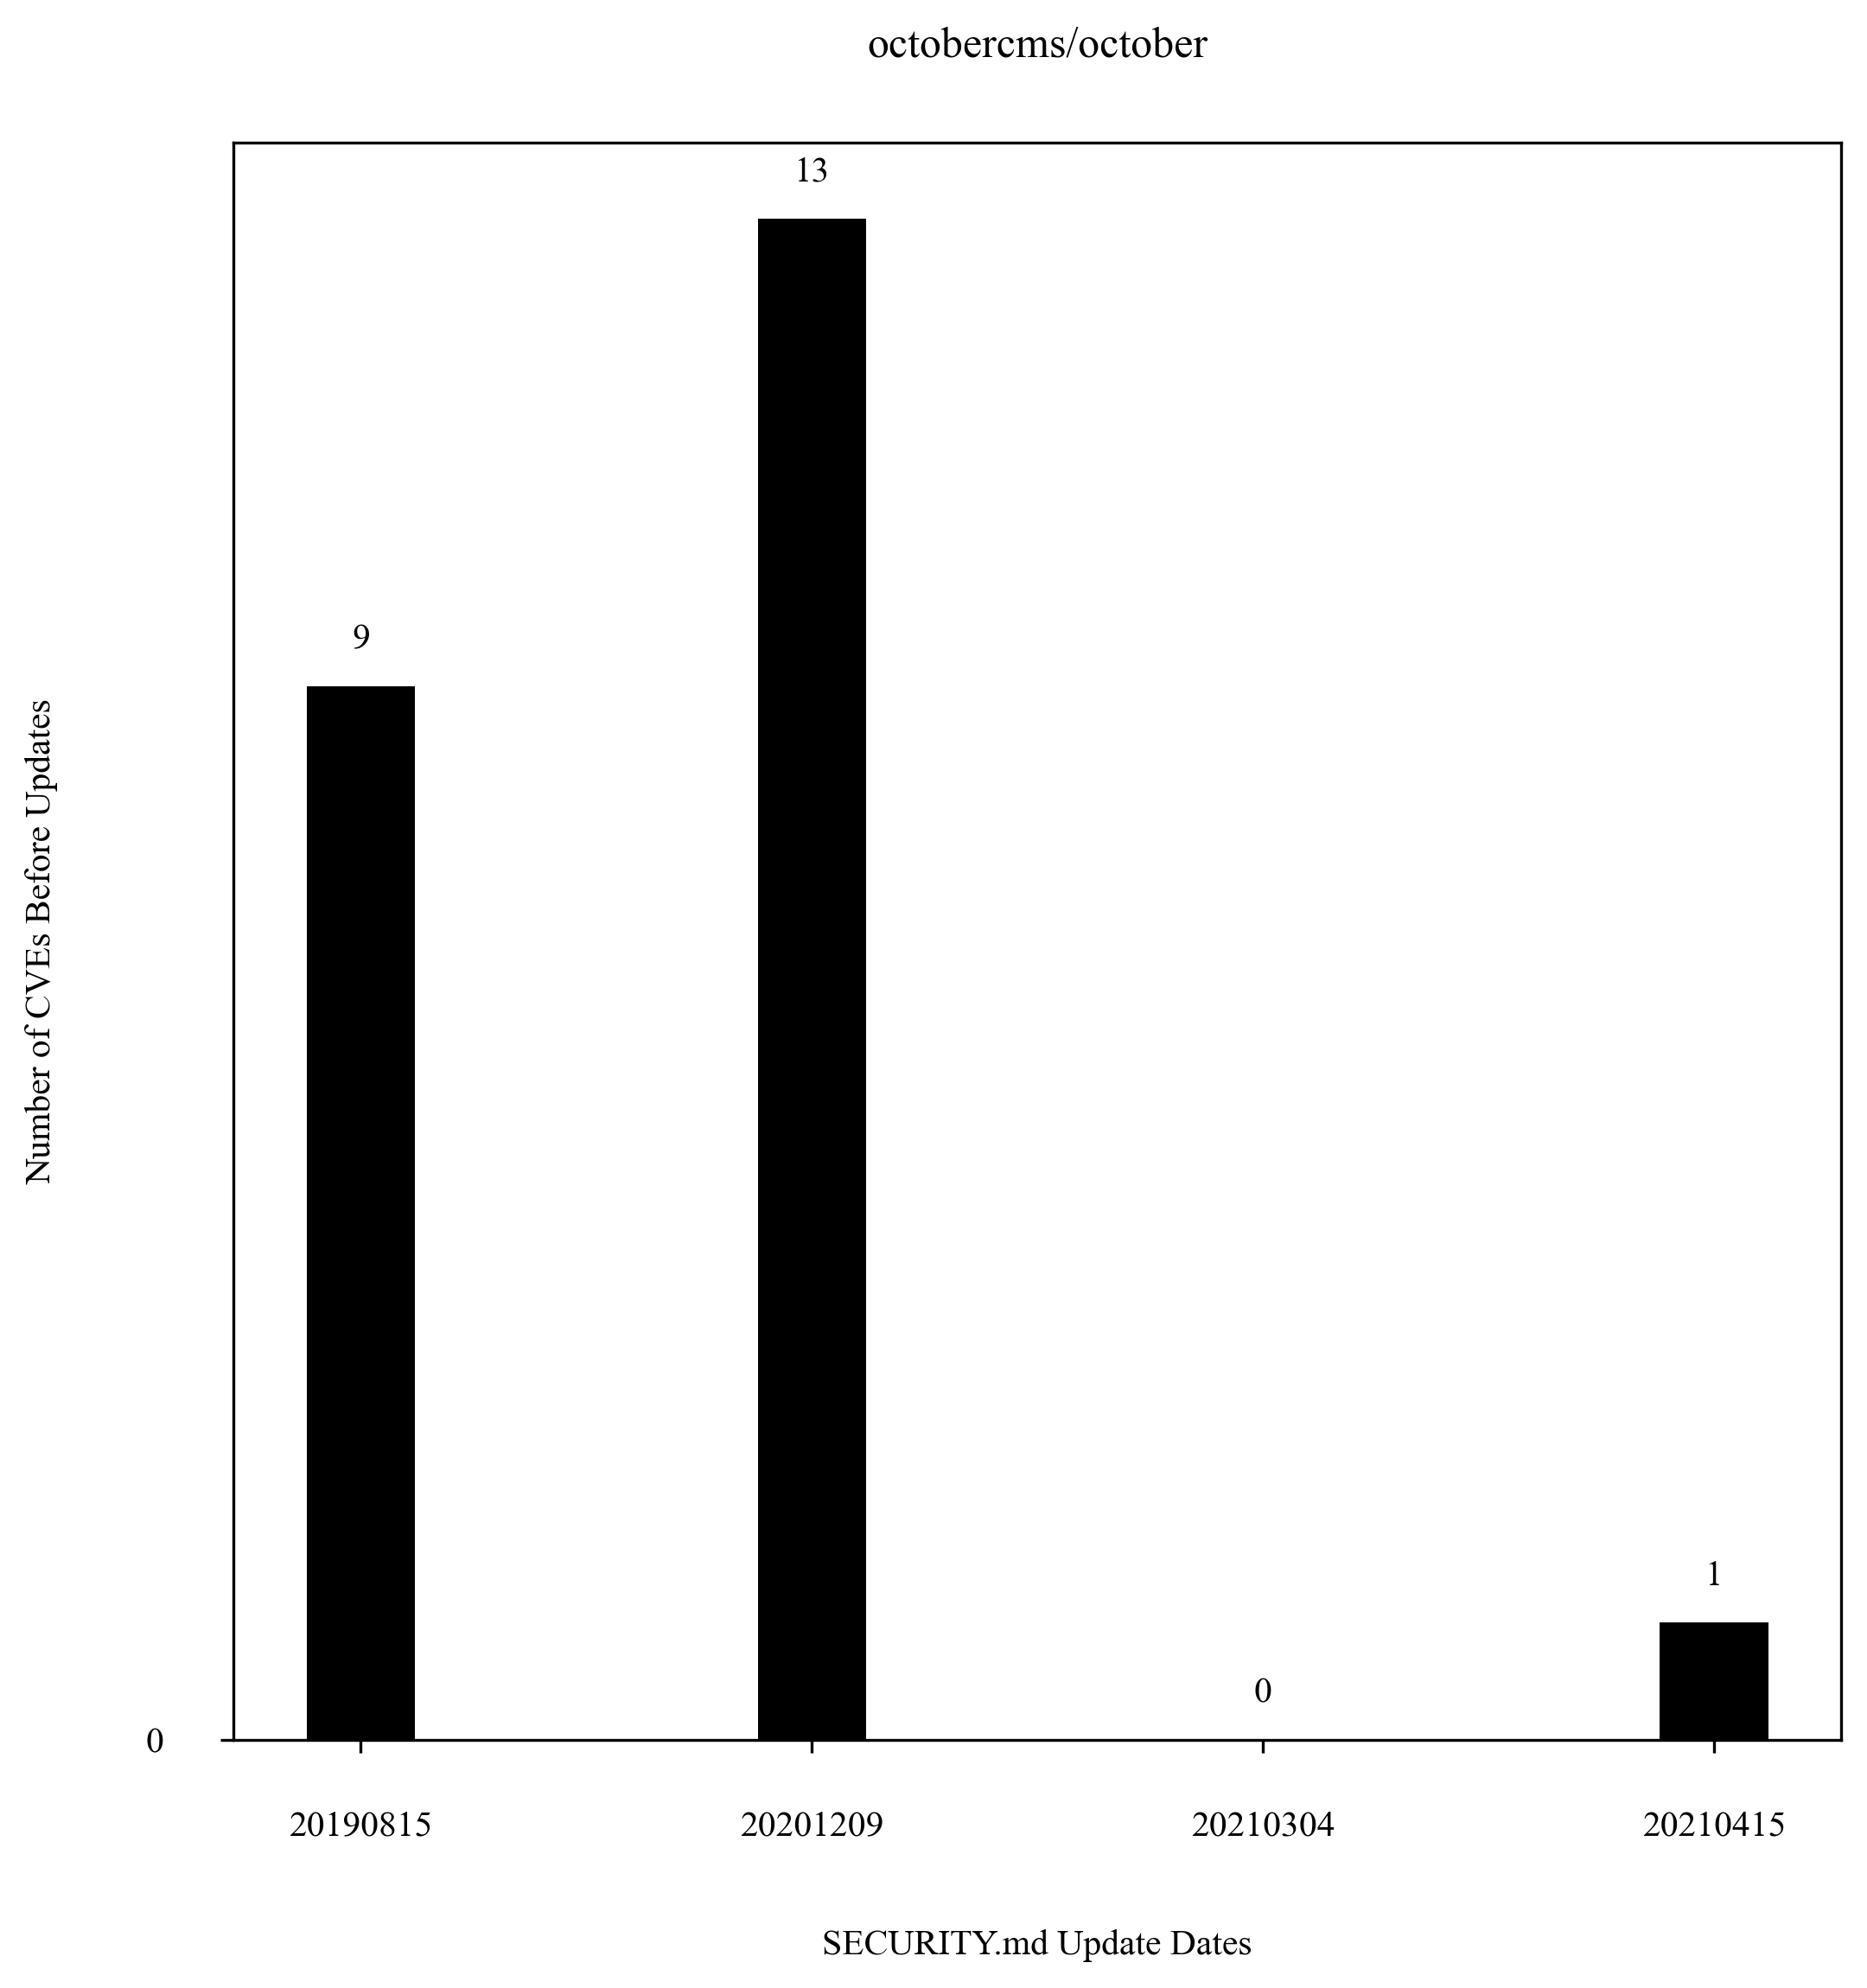 octobercms/october
13
9
Number of CVEs Before Updates
1
0
0
20190815 20201209 20210304 20210415
SECURITY.md Update Dates